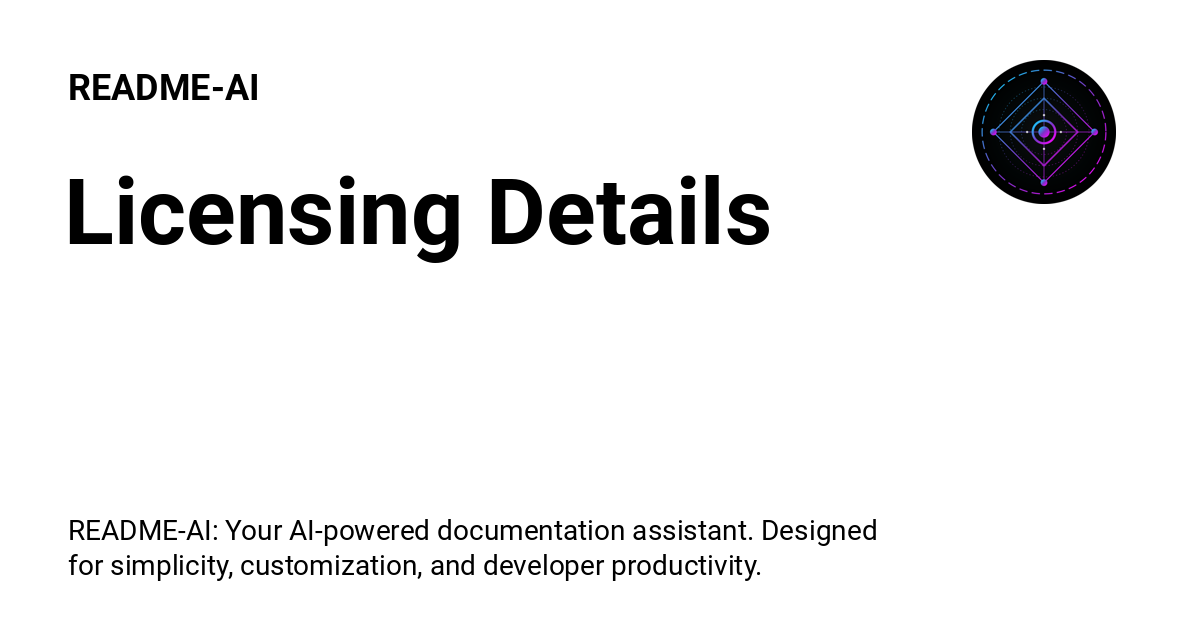 README-AI
Licensing Details
README-AI: Your AI-powered documentation assistant. Designed
for simplicity, customization, and developer productivity.